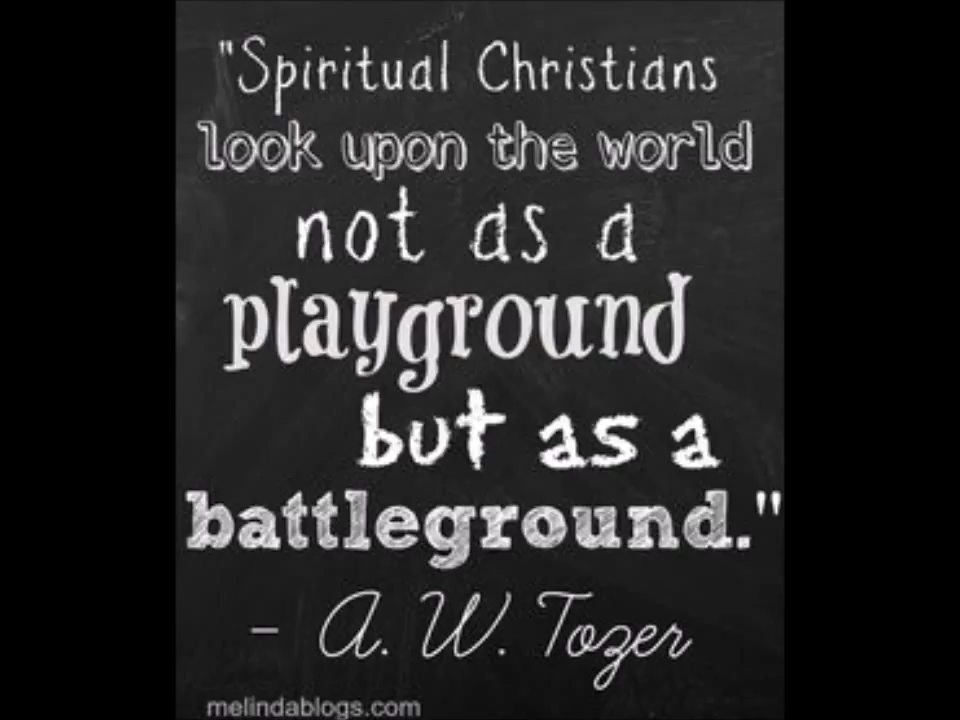 "Spiritual Christians
look upon the world
not as a
playground
but as a
battleground."
- A. W. Tozer
melindablogs.com